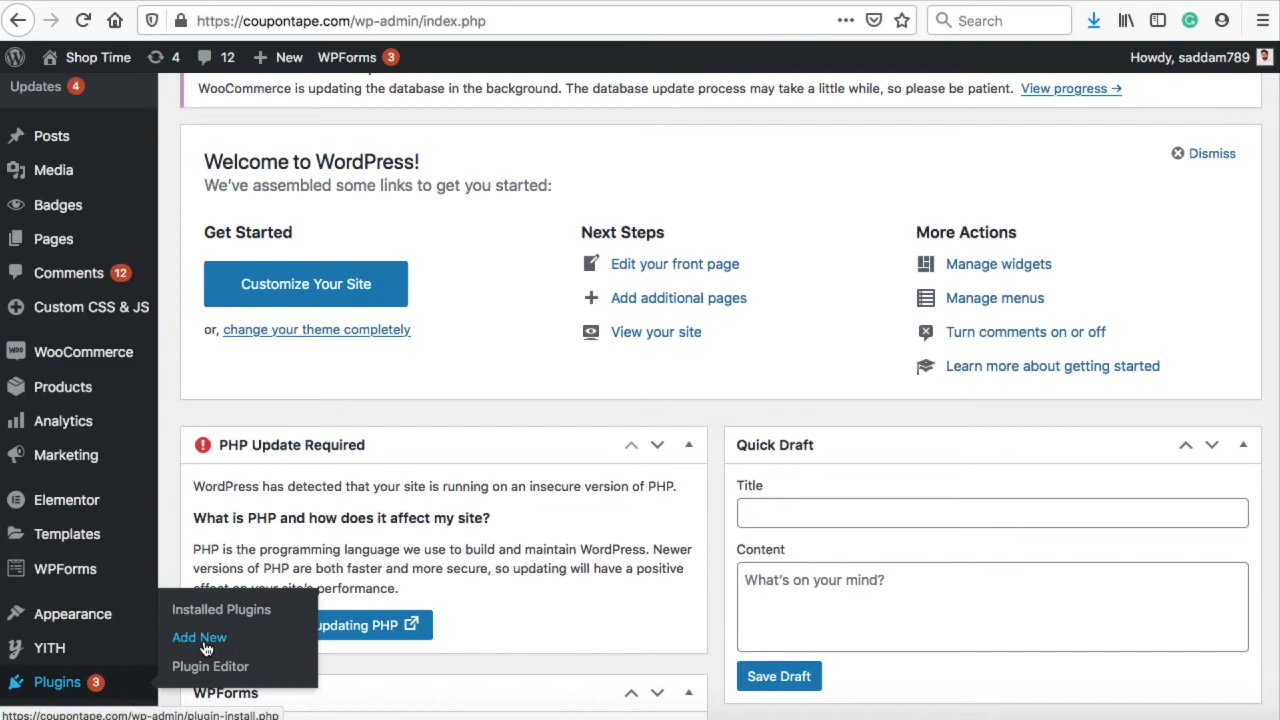 https://coupontape.com/wp-admin/index.php
Search
Shop Time
4
12
New
WPForms 3
Howdy, saddam789
Updates 4
Posts
Media
Badges
Pages
Comments 12
Custom CSS & JS
WooCommerce
Products
Analytics
Marketing
Elementor
Templates
WPForms
Appearance
YITH
Plugins 3
Installed Plugins
Add New
Plugin Editor
WooCommerce is updating the database in the background. The database update process may take a little while, so please be patient. View progress →
Welcome to WordPress!
Dismiss
We've assembled some links to get you started:
Get Started
Customize Your Site
or, change your theme completely
Next Steps
Edit your front page
Add additional pages
View your site
More Actions
Manage widgets
Manage menus
Turn comments on or off
Learn more about getting started
PHP Update Required
WordPress has detected that your site is running on an insecure version of PHP.
What is PHP and how does it affect my site?
PHP is the programming language we use to build and maintain WordPress. Newer
versions of PHP are both faster and more secure, so updating will have a positive
effect on your site's performance.
updating PHP
WPForms
Quick Draft
Title
Content
What's on your mind?
Save Draft
https://coupontape.com/wp-admin/plugin-install.php